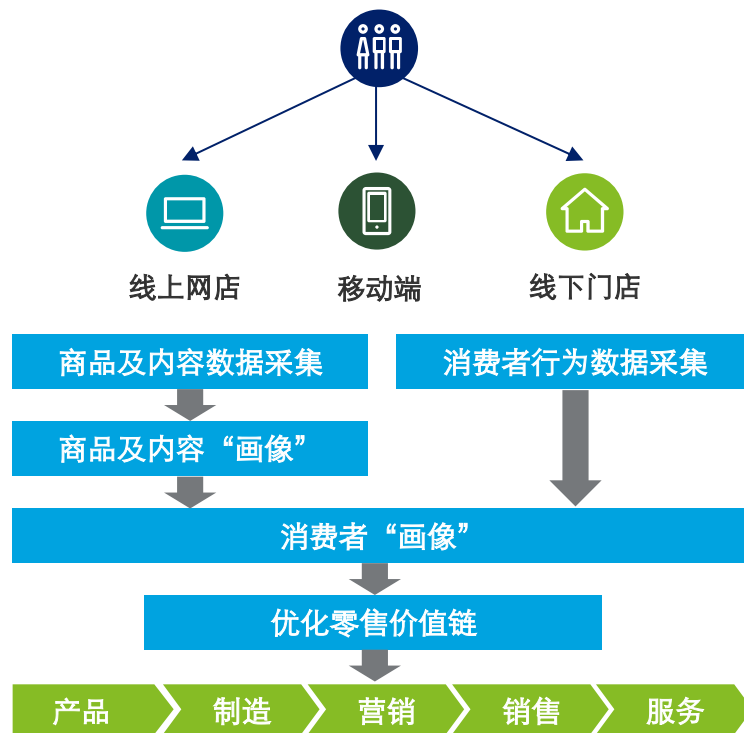 线上网店
移动端
线下门店
商品及内容数据采集
消费者行为数据采集
商品及内容“画像”
消费者“画像”
优化零售价值链
产品
制造
营销
销售
服务